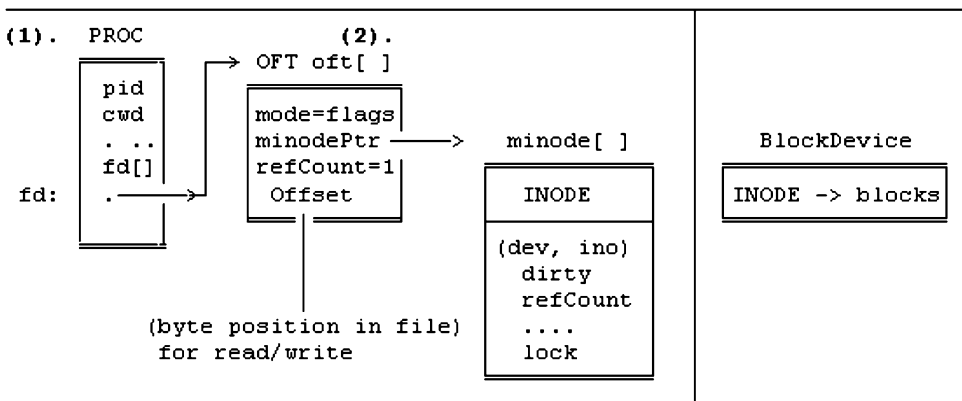 (1). PROC (2).
OFT oft[ ]
pid
cwd
. ..
fd[]
fd: .
mode=flags
minodePtr
refCount=1
Offset
(byte position in file)
for read/write
minode[ ]
INODE
(dev, ino)
dirty
refCount
....
lock
BlockDevice
INODE -> blocks